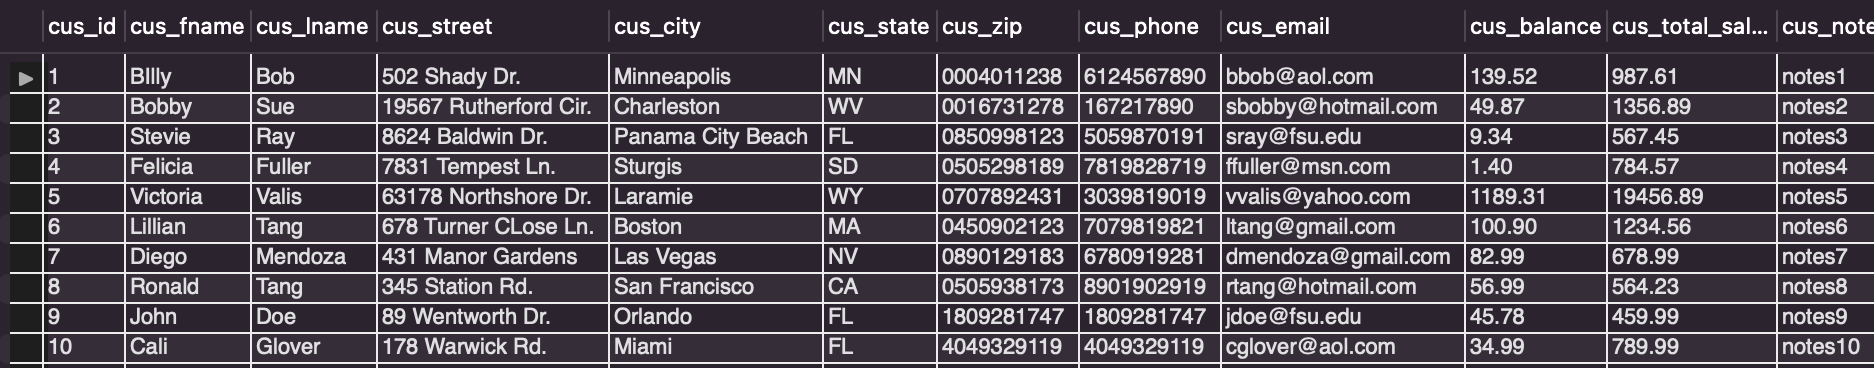 cus_id cus_fname cus_lname cus_street cus_city cus_state cus_zip cus_phone cus_email cus_balance cus_total_sal... cus_note
1 BIlly Bob 502 Shady Dr. Minneapolis MN 0004011238 6124567890 bbob@aol.com 139.52 987.61 notes1
2 Bobby Sue 19567 Rutherford Cir. Charleston WV 0016731278 167217890 sbobby@hotmail.com 49.87 1356.89 notes2
3 Stevie Ray 8624 Baldwin Dr. Panama City Beach FL 0850998123 5059870191 sray@fsu.edu 9.34 567.45 notes3
4 Felicia Fuller 7831 Tempest Ln. Sturgis SD 0505298189 7819828719 ffuller@msn.com 1.40 784.57 notes4
5 Victoria Valis 63178 Northshore Dr. Laramie WY 0707892431 3039819019 vvalis@yahoo.com 1189.31 19456.89 notes5
6 Lillian Tang 678 Turner CLose Ln. Boston MA 0450902123 7079819821 ltang@gmail.com 100.90 1234.56 notes6
7 Diego Mendoza 431 Manor Gardens Las Vegas NV 0890129183 6780919281 dmendoza@gmail.com 82.99 678.99 notes7
8 Ronald Tang 345 Station Rd. San Francisco CA 0505938173 8901902919 rtang@hotmail.com 56.99 564.23 notes8
9 John Doe 89 Wentworth Dr. Orlando FL 1809281747 1809281747 jdoe@fsu.edu 45.78 459.99 notes9
10 Cali Glover 178 Warwick Rd. Miami FL 4049329119 4049329119 cglover@aol.com 34.99 789.99 notes10